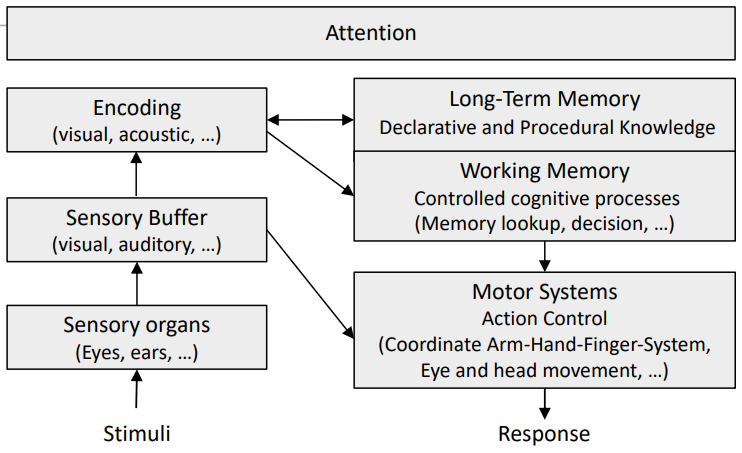 Attention
Encoding
(visual, acoustic, ...)
Sensory Buffer
(visual, auditory, ...)
Sensory organs
(Eyes, ears, ...)
Stimuli
Long-Term Memory
Declarative and Procedural Knowledge
Working Memory
Controlled cognitive processes
(Memory lookup, decision, ...)
Motor Systems
Action Control
(Coordinate Arm-Hand-Finger-System,
Eye and head movement, ...)
Response